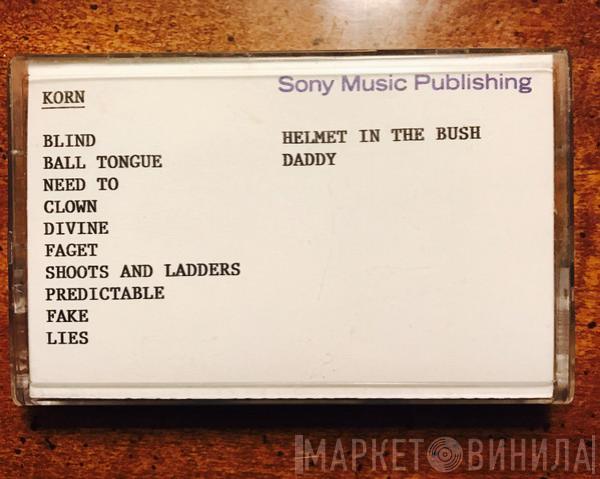 Sony Music Publishing
KORN
BLIND
BALL TONGUE
NEED TO
CLOWN
DIVINE
FAGET
SHOOTS AND LADDERS
PREDICTABLE
FAKE
LIES
HELMET IN THE BUSH
DADDY
МАРКЕТ ВИНИЛА